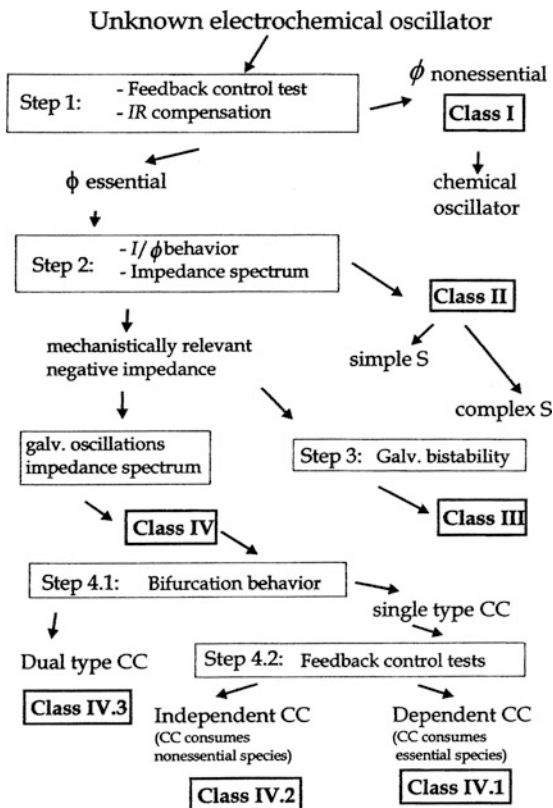 Unknown electrochemical oscillator
Step 1:
- Feedback control test
- IR compensation
ϕ nonessential
Class I
chemical
oscillator
ϕ essential
Step 2:
- I/ϕ behavior
- Impedance spectrum
Class II
simple S
complex S
mechanistically relevant
negative impedance
galv. oscillations
impedance spectrum
Step 3: Galv. bistability
Class III
Class IV
Step 4.1: Bifurcation behavior
single type CC
Dual type CC
Class IV.3
Step 4.2: Feedback control tests
Independent CC
(CC consumes
nonessential species)
Class IV.2
Dependent CC
(CC consumes
essential species)
Class IV.1